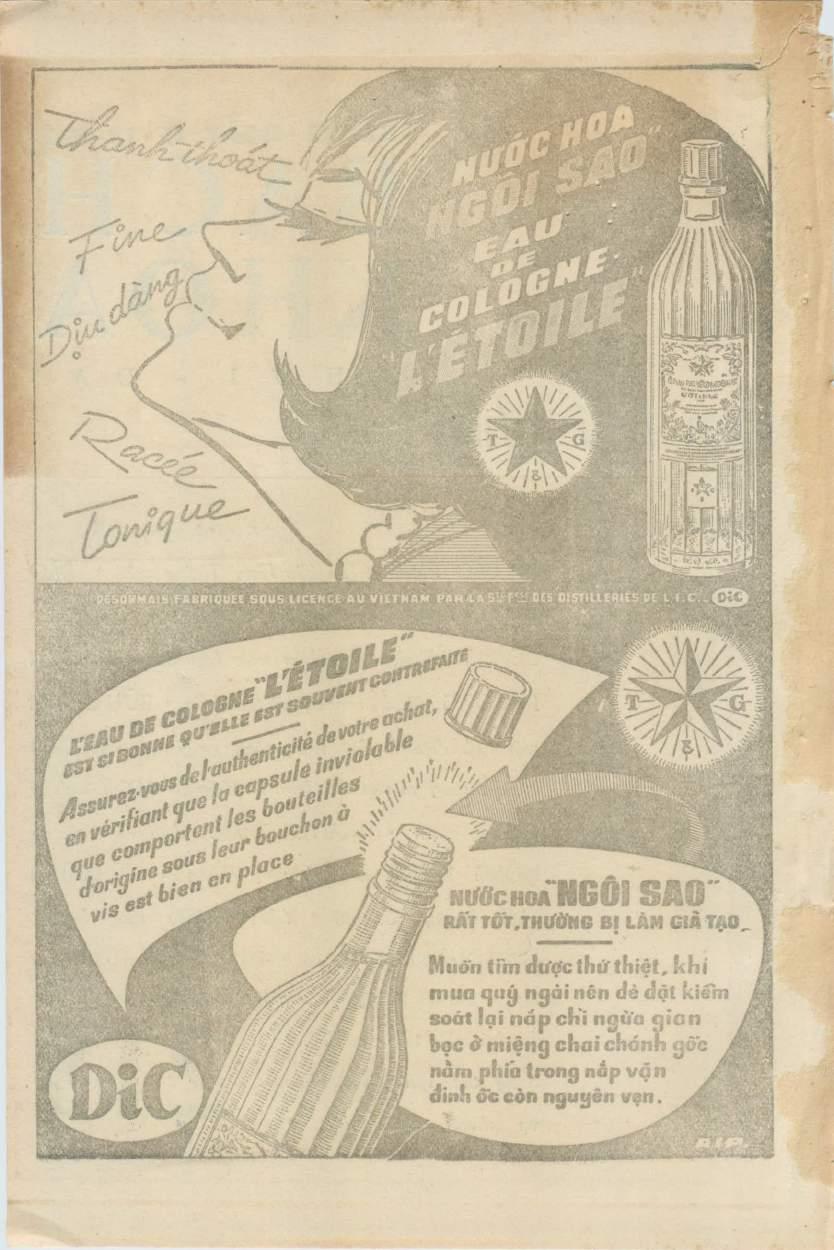 Thanh-thoát
Fine
Dịu dàng
Racée
Tonique
NƯỚC HOA
NGÔI SAO"
EAU
DE
COLOGNE
"L'ÉTOILE"
T G
&
DÉSORMAIS FABRIQUÉE SOUS LICENCE AU VIETNAM PAR LA Sté Fse DES DISTILLERIES DE L'I.C. DiC
L'EAU DE COLOGNE "L'ÉTOILE"
EST SI BONNE QU'ELLE EST SOUVENT CONTREFAITE
Assurez-vous de l'authenticité de votre achat,
en vérifiant que la capsule inviolable
que comportent les bouteilles
d'origine sous leur bouchon à
vis est bien en place
T G
&
NƯỚC HOA "NGÔI SAO"
RẤT TỐT, THƯỜNG BỊ LÀM GIẢ TẠO
Muốn tìm được thứ thiệt, khi
mua quý ngài nên dè dặt kiểm
soát lại nắp chì ngừa gian
bọc ở miệng chai chánh gốc
nằm phía trong nắp vặn
đinh ốc còn nguyên vẹn.
DiC
A.I.P.